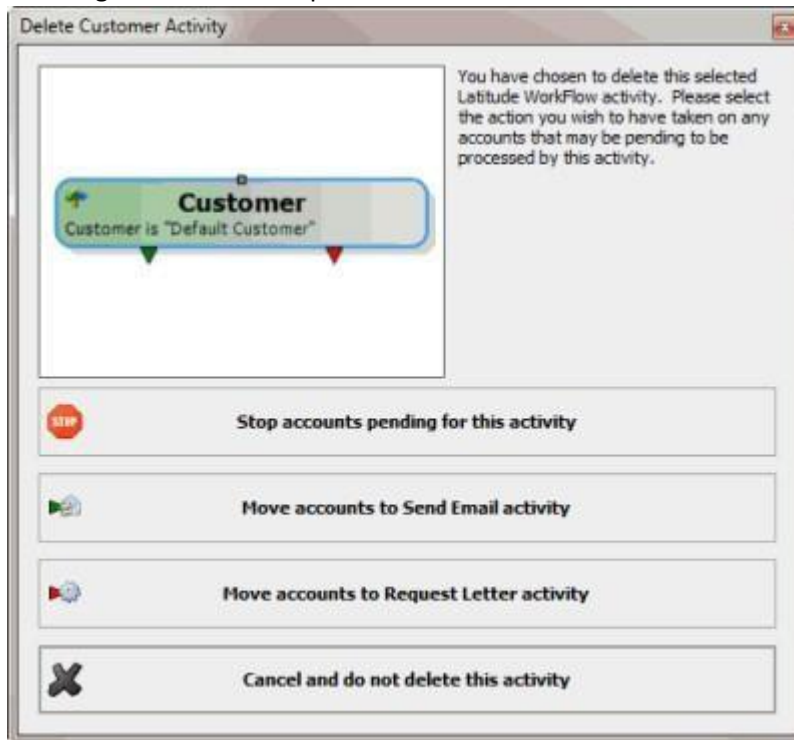 Delete Customer Activity
You have chosen to delete this selected
Latitude WorkFlow activity.  Please select
the action you wish to have taken on any
accounts that may be pending to be
processed by this activity.
Customer
Customer is "Default Customer"
STOP
Stop accounts pending for this activity
Move accounts to Send Email activity
Move accounts to Request Letter activity
Cancel and do not delete this activity